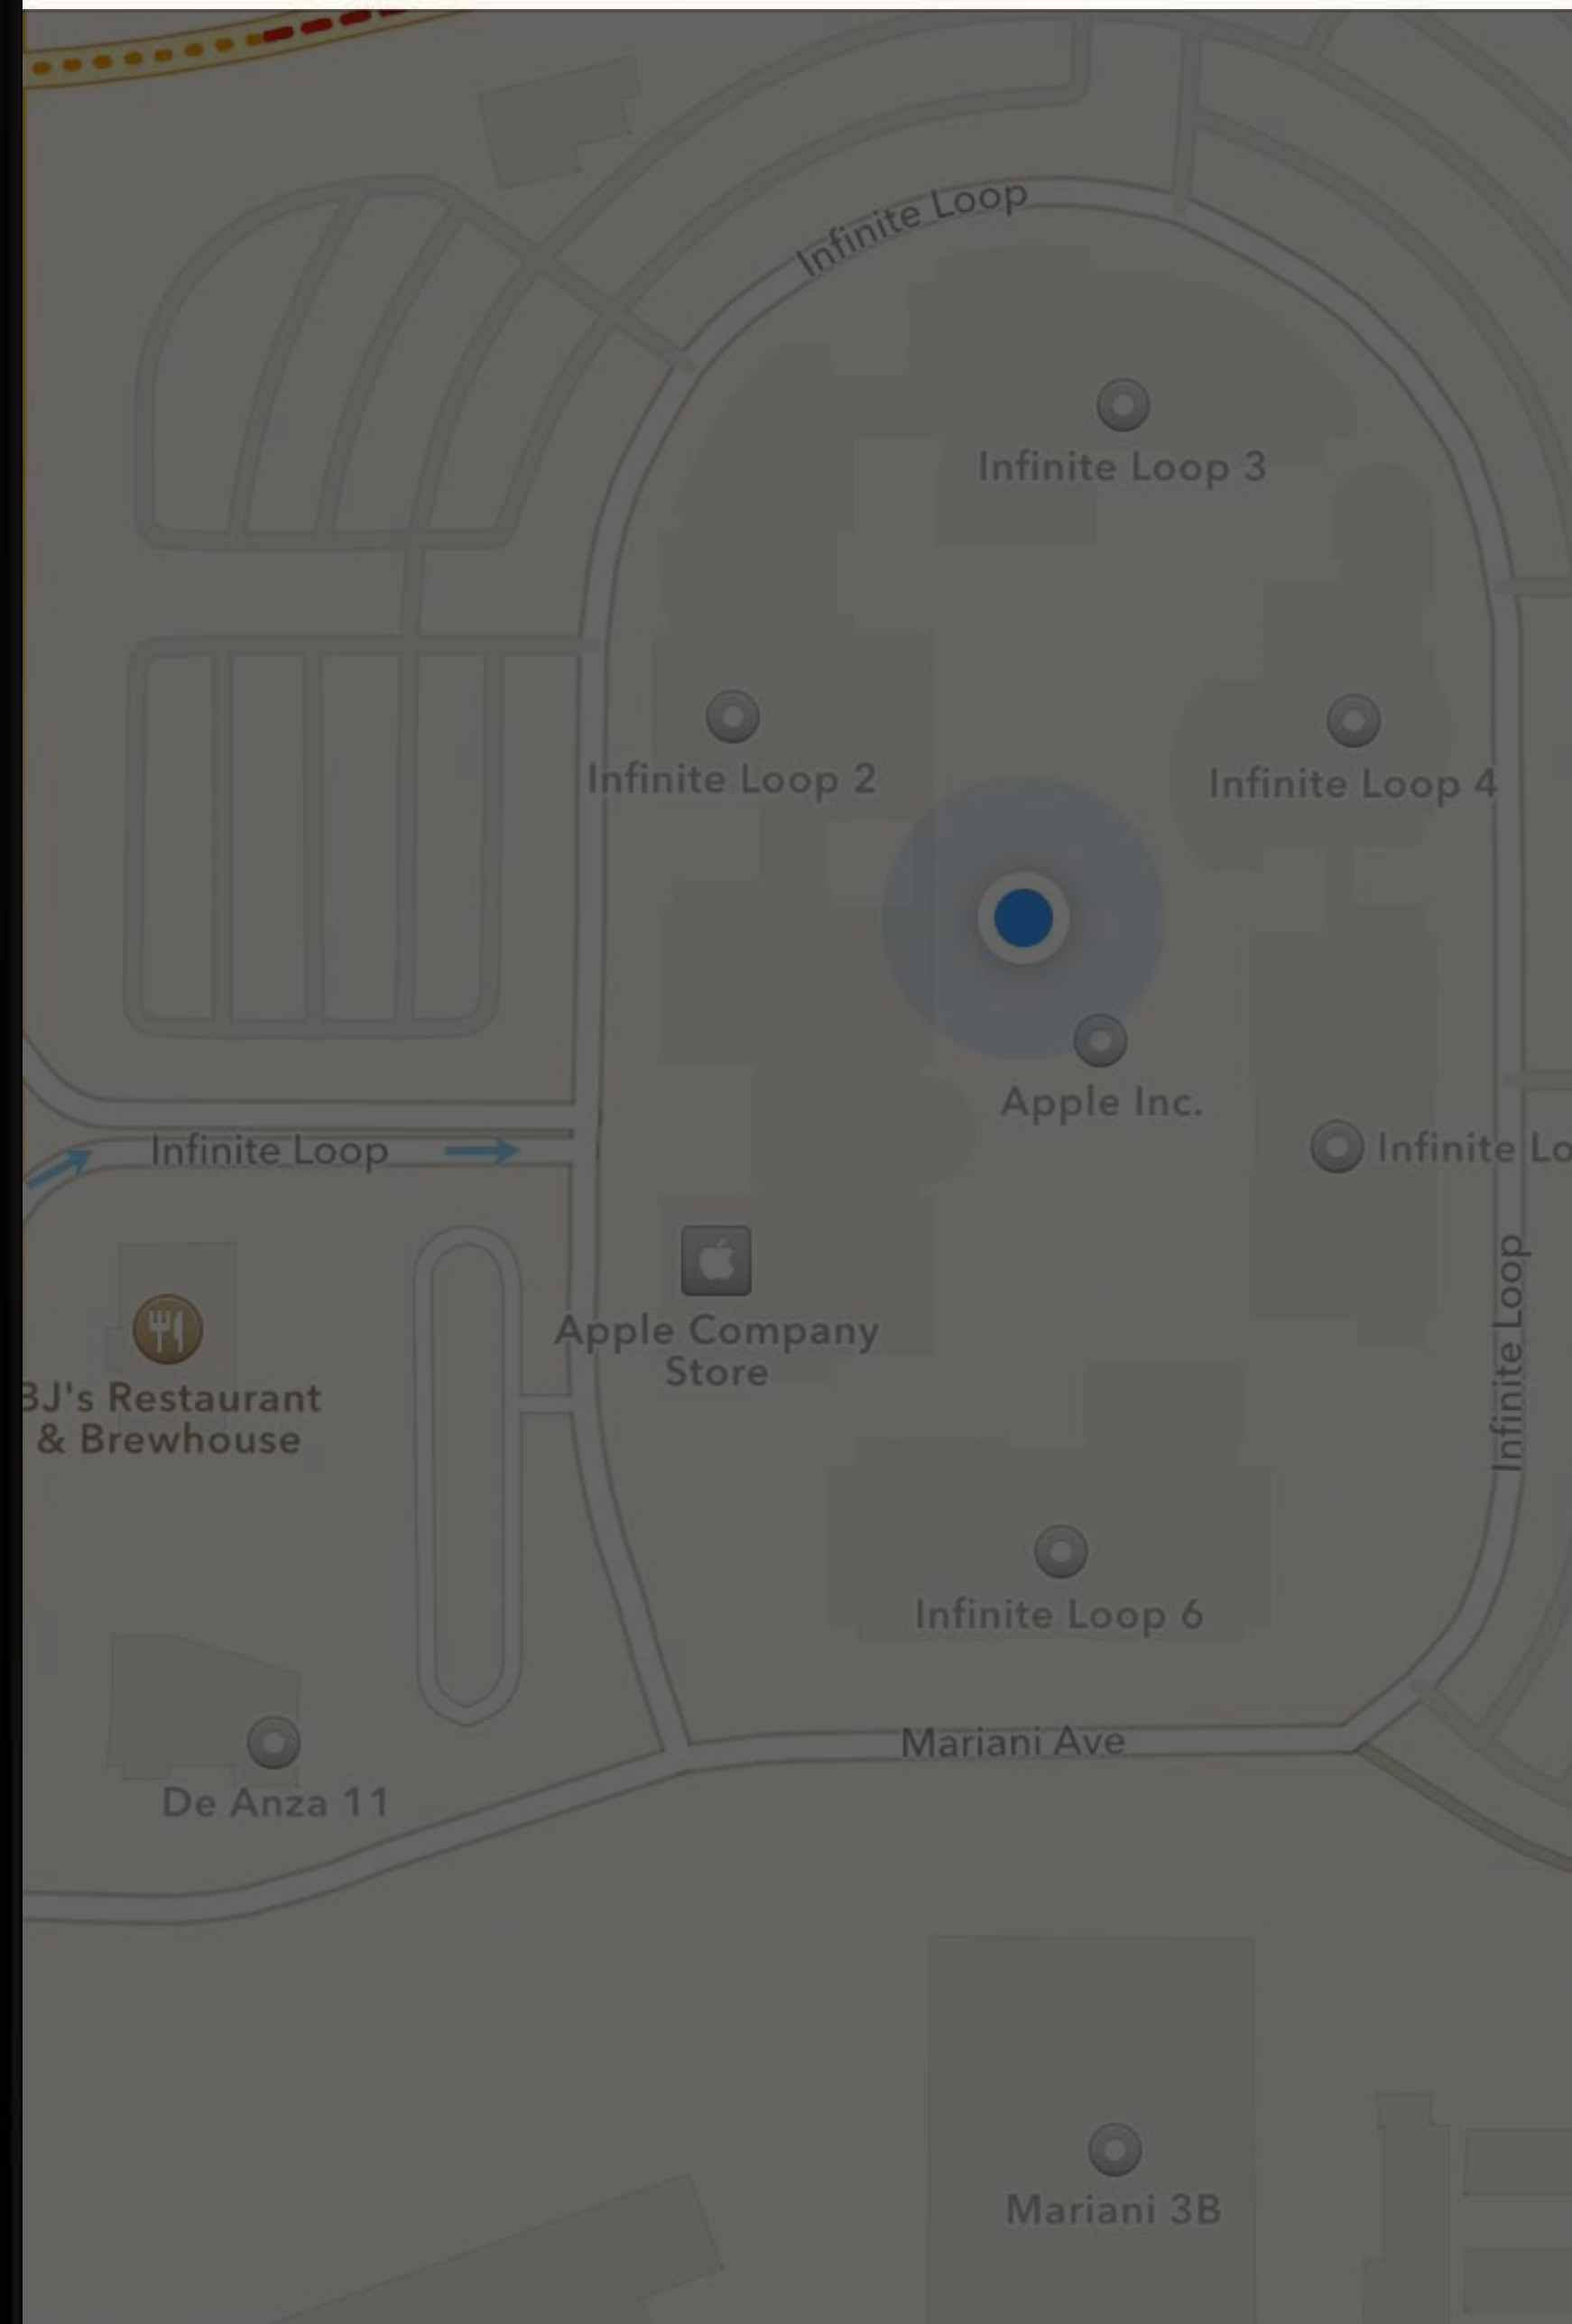 Infinite Loop
Infinite Loop 3
Infinite Loop 2
Infinite Loop 4
Apple Inc.
Infinite Loop
Infinite Lo
Apple Company
Store
Infinite Loop
BJ's Restaurant
& Brewhouse
Infinite Loop 6
Mariani Ave
De Anza 11
Mariani 3B